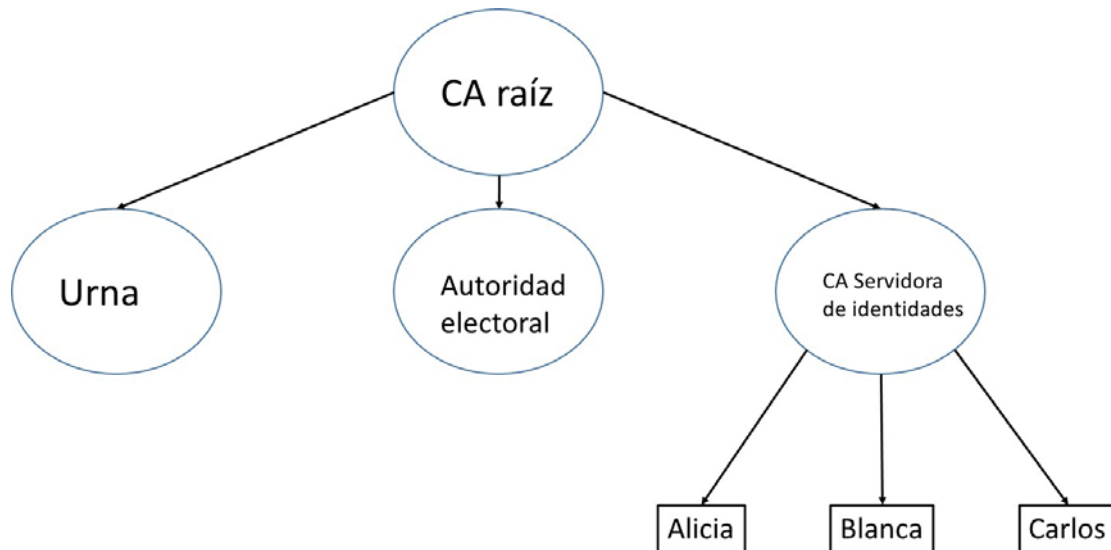 CA raíz
Urna
Autoridad
electoral
CA Servidora
de identidades
Alicia
Blanca
Carlos